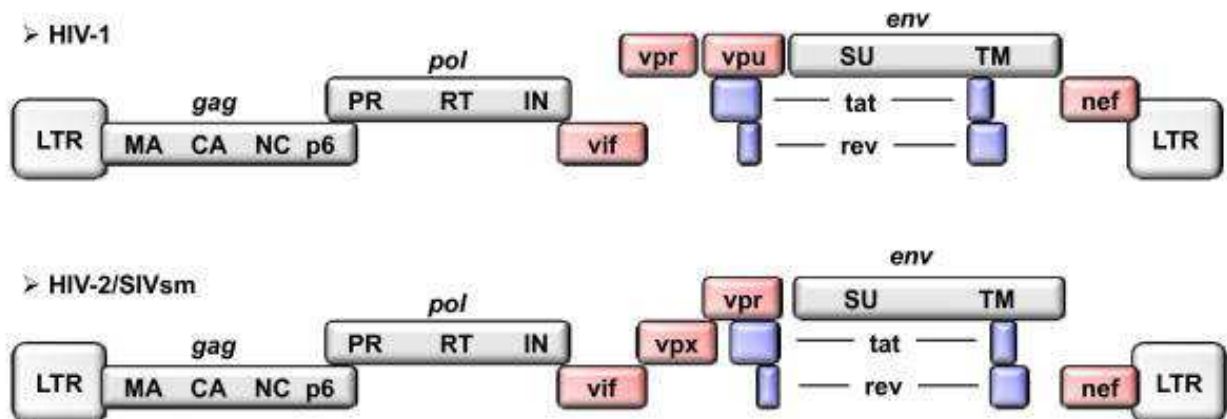 ➢ HIV-1
env
vpr vpu SU TM
pol
PR RT IN
gag
tat
nef
LTR MA CA NC p6
vif
rev
LTR
➢ HIV-2/SIVsm
env
vpr SU TM
pol
PR RT IN
gag
vpx
tat
LTR MA CA NC p6
vif
rev
nef
LTR